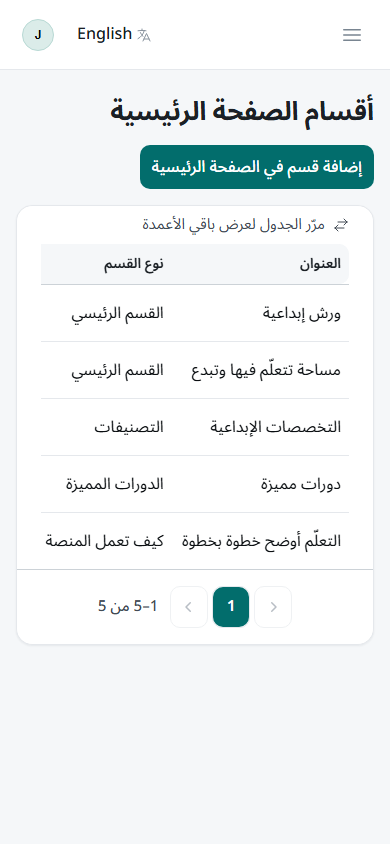 J English
أقسام الصفحة الرئيسية
إضافة قسم في الصفحة الرئيسية
مرّر الجدول لعرض باقي الأعمدة
العنوان نوع القسم
ورش إبداعية القسم الرئيسي
مساحة تتعلّم فيها وتبدع القسم الرئيسي
التخصصات الإبداعية التصنيفات
دورات مميزة الدورات المميزة
التعلّم أوضح خطوة بخطوة كيف تعمل المنصة
1
1–5 من 5